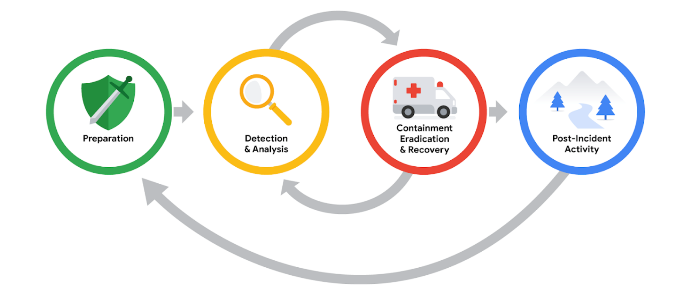 Preparation
Detection
& Analysis
Containment
Eradication
& Recovery
Post-Incident
Activity